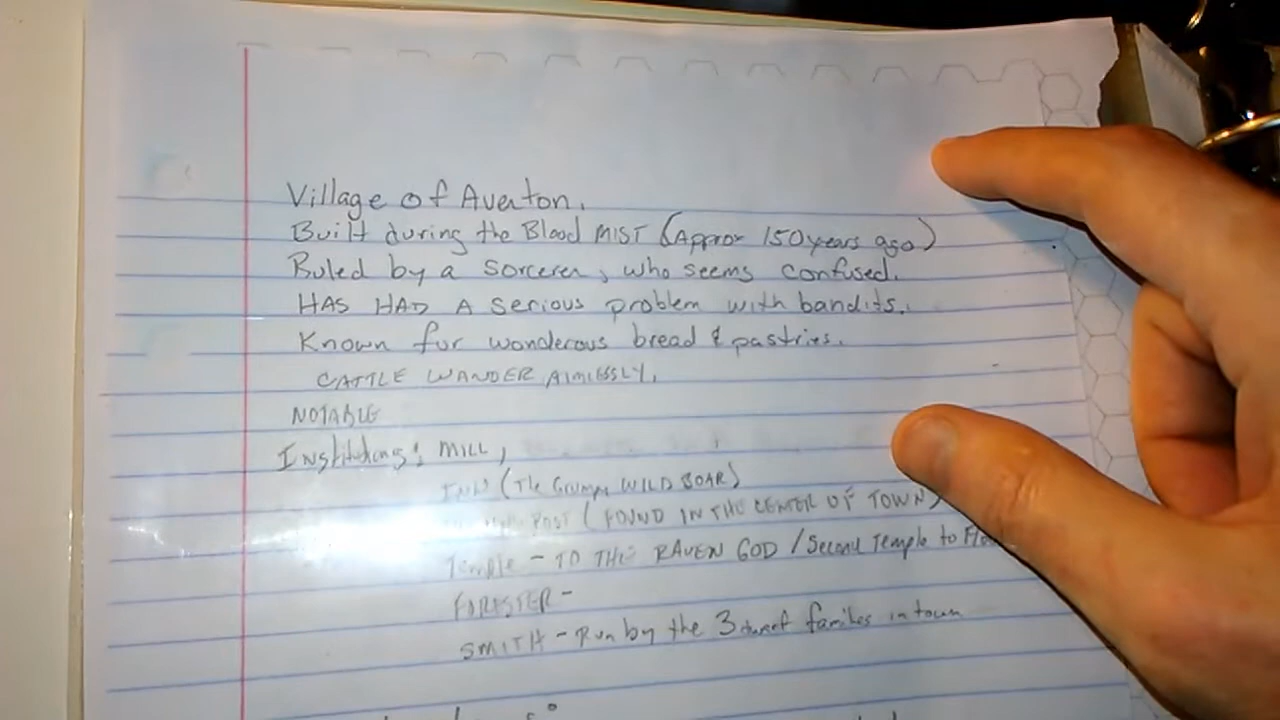 Village of Averton.
Built during the Blood MIST (Approx 150 years ago)
Ruled by a sorcerer, who seems confused.
HAS HAD A serious problem with bandits.
Known for wonderous bread & pastries.
CATTLE WANDER AIMLESSLY.
NOTABLE
Institutions: MILL,
INN (The Grumpy WILD BOAR)
POST (FOUND IN THE CENTER OF TOWN)
Temple - TO THE RAVEN GOD / Second Temple to
FORESTER -
SMITH - Run by the 3 dwarf families in town